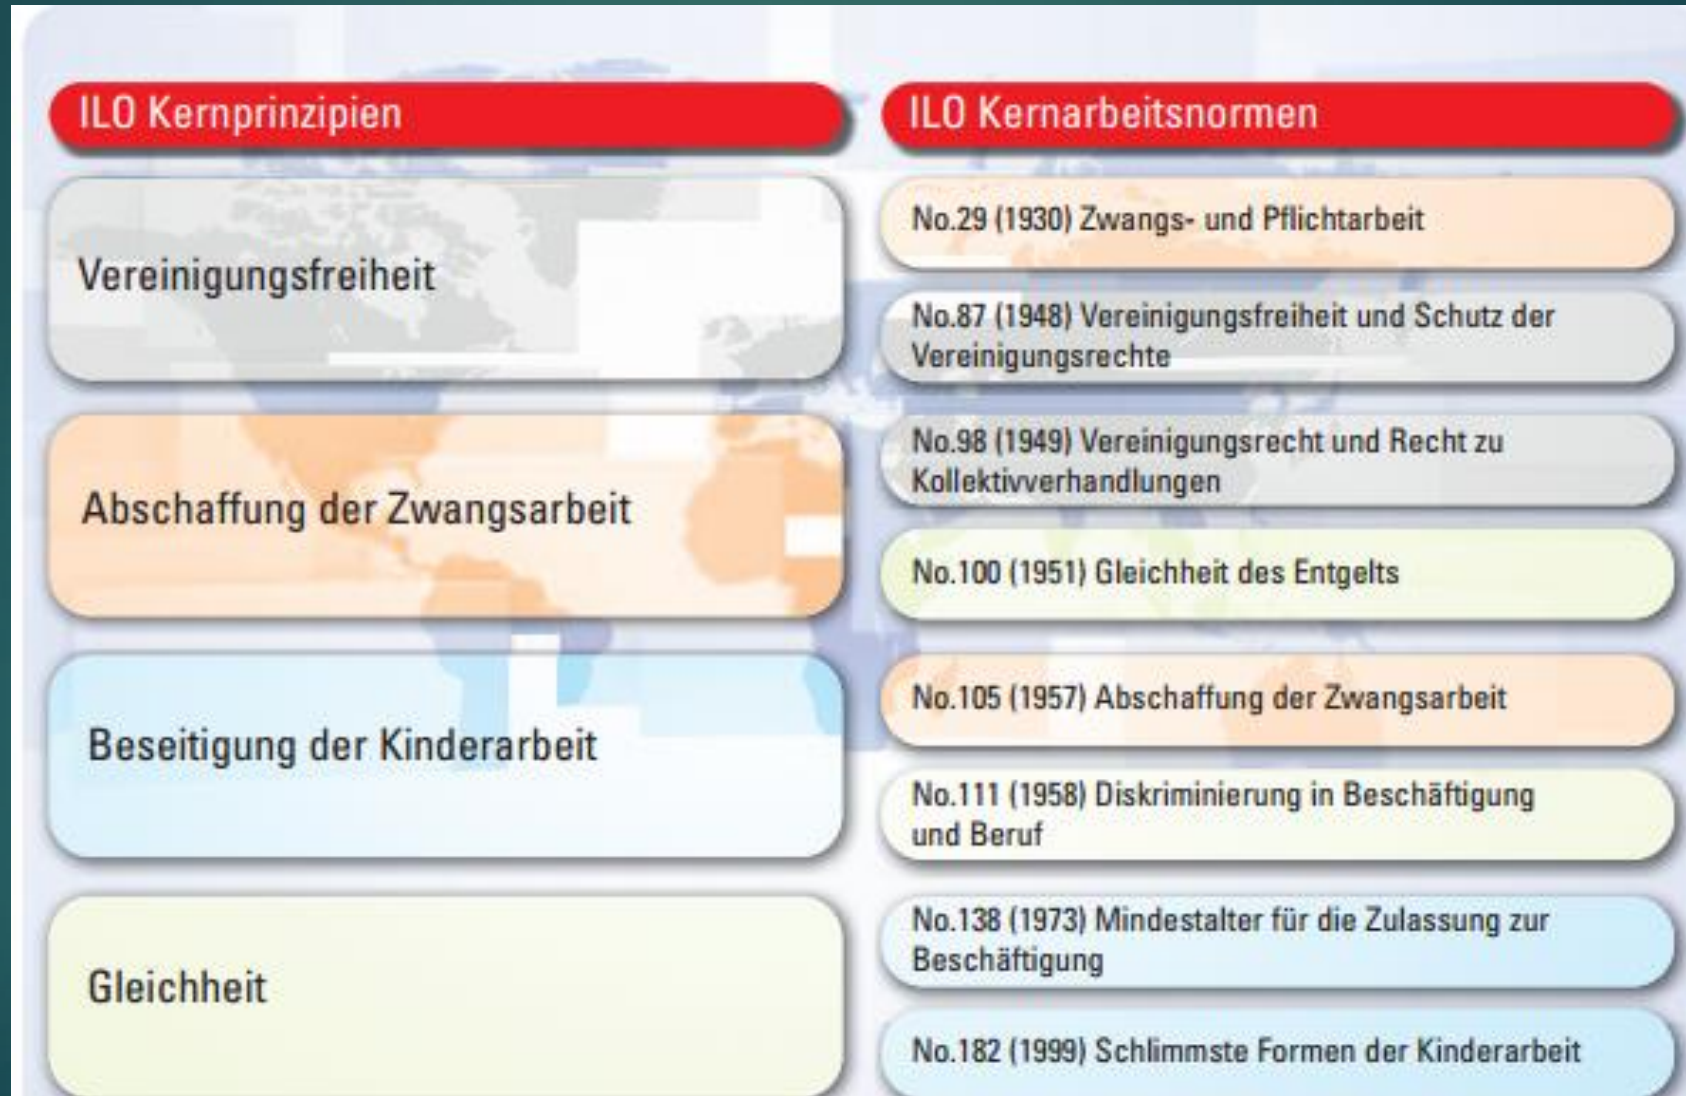 ILO Kernprinzipien
Vereinigungsfreiheit
Abschaffung der Zwangsarbeit
Beseitigung der Kinderarbeit
Gleichheit
ILO Kernarbeitsnormen
No.29 (1930) Zwangs- und Pflichtarbeit
No.87 (1948) Vereinigungsfreiheit und Schutz der
Vereinigungsrechte
No.98 (1949) Vereinigungsrecht und Recht zu
Kollektivverhandlungen
No.100 (1951) Gleichheit des Entgelts
No.105 (1957) Abschaffung der Zwangsarbeit
No.111 (1958) Diskriminierung in Beschäftigung
und Beruf
No.138 (1973) Mindestalter für die Zulassung zur
Beschäftigung
No.182 (1999) Schlimmste Formen der Kinderarbeit